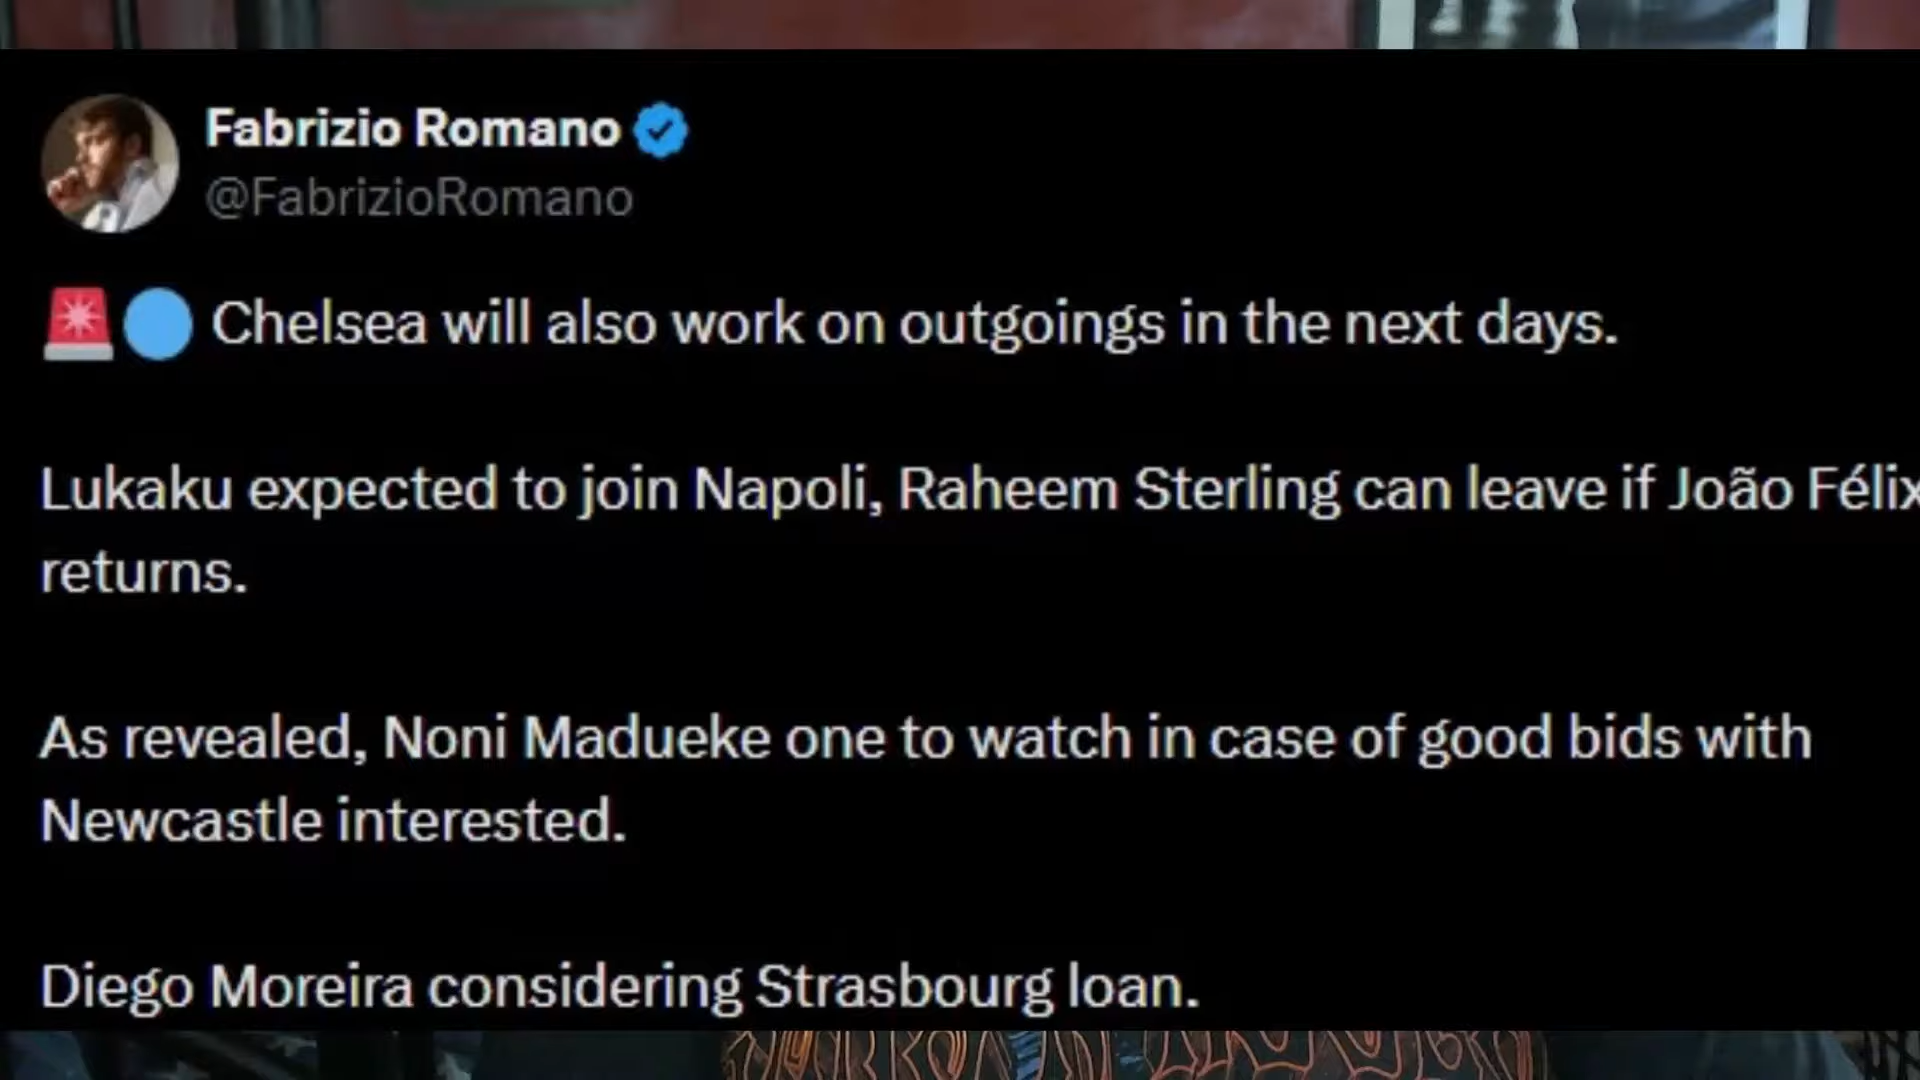 Fabrizio Romano
@FabrizioRomano
🚨🔵 Chelsea will also work on outgoings in the next days.
Lukaku expected to join Napoli, Raheem Sterling can leave if João Félix
returns.
As revealed, Noni Madueke one to watch in case of good bids with
Newcastle interested.
Diego Moreira considering Strasbourg loan.